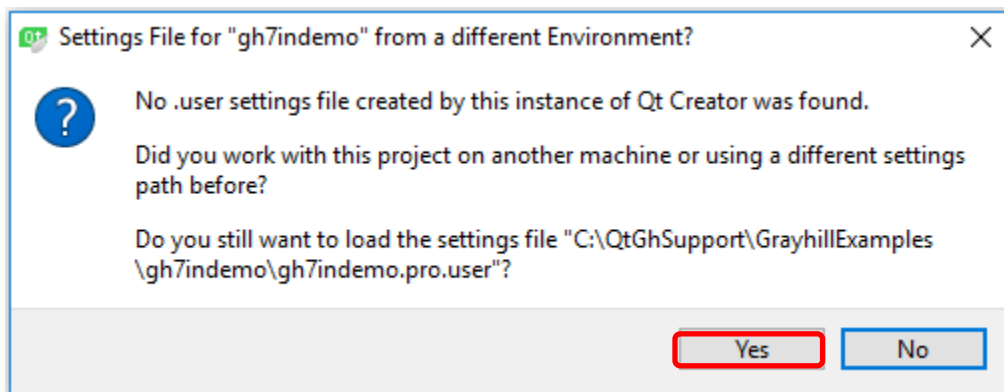 Qt Settings File for "gh7indemo" from a different Environment?
?
No .user settings file created by this instance of Qt Creator was found.
Did you work with this project on another machine or using a different settings
path before?
Do you still want to load the settings file "C:\QtGhSupport\GrayhillExamples
\gh7indemo\gh7indemo.pro.user"?
Yes No